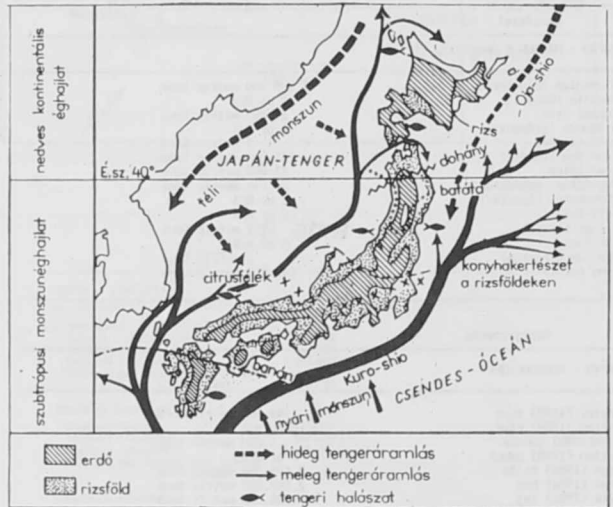 nedves kontinentális
éghajlat
szubtrópusi monszunéghajlat
É.sz. 40°
JAPÁN-TENGER
téli
monszun
Oja-shio
rizs
dohány
batáta
konyhakertészet
a rizsföldeken
citrusfélék
banán
Kuro-shio
CSENDES-ÓCEÁN
nyári monszun
erdő
rizsföld
hideg tengeráramlás
meleg tengeráramlás
tengeri halászat